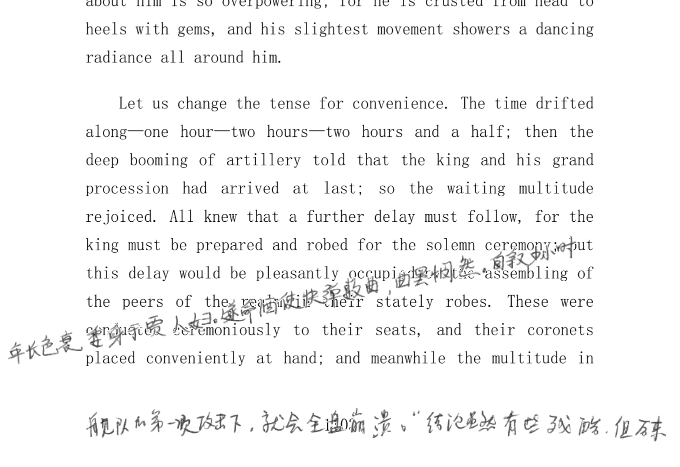 about him is so overpowering, for he is crusted from head to
heels with gems, and his slightest movement showers a dancing
radiance all around him.
Let us change the tense for convenience. The time drifted
along—one hour—two hours—two hours and a half; then the
deep booming of artillery told that the king and his grand
procession had arrived at last; so the waiting multitude
rejoiced. All knew that a further delay must follow, for the
king must be prepared and robed for the solemn ceremony; but
this delay would be pleasantly occupied by the assembling of
the peers of the realm in their stately robes. These were
conducted ceremoniously to their seats, and their coronets
placed conveniently at hand; and meanwhile the multitude in
年长色衰,委身于贾人妇。遂命酒使快弹数曲,曲罢悯然。自叙少小时
舰队的第一次攻击下,就会全盘崩溃。“结论虽然有些残酷,但